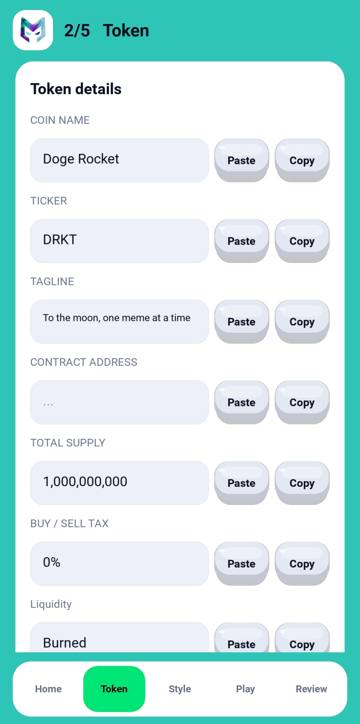 2/5 Token
Token details
COIN NAME
Doge Rocket Paste Copy
TICKER
DRKT Paste Copy
TAGLINE
To the moon, one meme at a time Paste Copy
CONTRACT ADDRESS
... Paste Copy
TOTAL SUPPLY
1,000,000,000 Paste Copy
BUY / SELL TAX
0% Paste Copy
Liquidity
Burned Paste Copy
Home Token Style Play Review